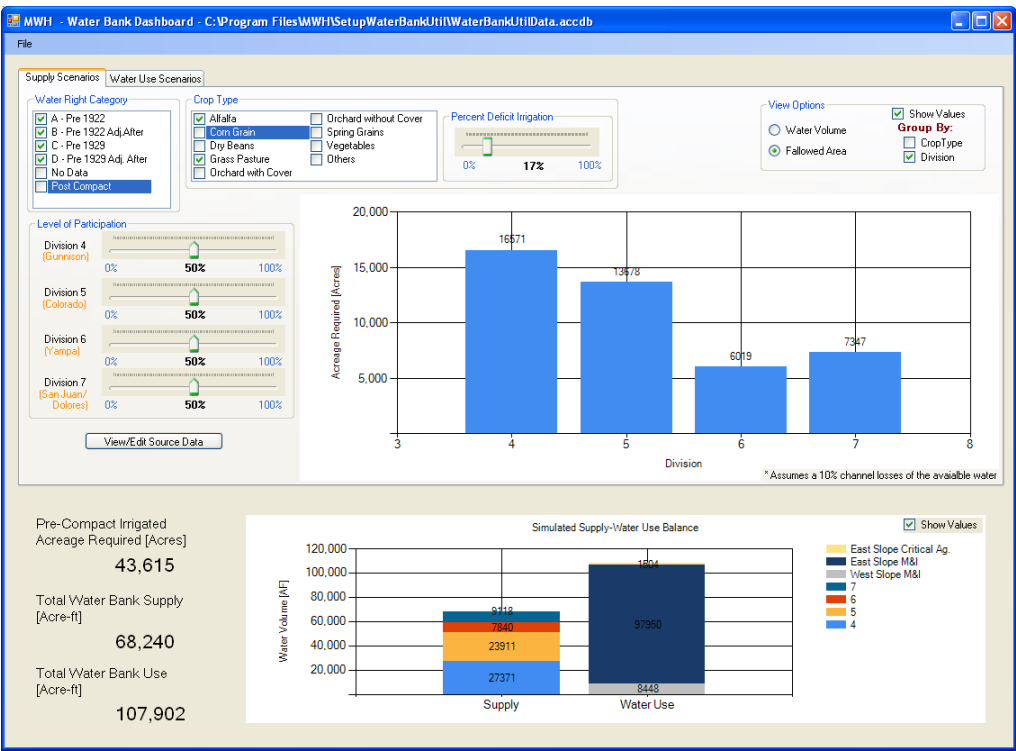 MWH - Water Bank Dashboard - C:\Program Files\MWH\SetupWaterBankUtil\WaterBankUtilData.accdb
File
Supply Scenarios
Water Use Scenarios
Water Right Category
A - Pre 1922
B - Pre 1922 Adj.After
C - Pre 1929
D - Pre 1929 Adj. After
No Data
Post Compact
Crop Type
Alfalfa
Corn Grain
Dry Beans
Grass Pasture
Orchard with Cover
Orchard without Cover
Spring Grains
Vegetables
Others
Percent Deficit Irrigation
0% 17% 100%
View Options
Water Volume
Fallowed Area
Show Values
Group By:
CropType
Division
Level of Participation
Division 4
(Gunnison)
0% 50% 100%
Division 5
(Colorado)
0% 50% 100%
Division 6
(Yampa)
0% 50% 100%
Division 7
(San Juan/
Dolores)
0% 50% 100%
View/Edit Source Data
Acreage Required [Acres]
20,000
15,000
10,000
5,000
16571
13678
6019
7347
3 4 5 6 7 8
Division
* Assumes a 10% channel losses of the avaialble water
Pre-Compact Irrigated
Acreage Required [Acres]
43,615
Total Water Bank Supply
[Acre-ft]
68,240
Total Water Bank Use
[Acre-ft]
107,902
Simulated Supply-Water Use Balance
Show Values
Water Volume [AF]
120,000
100,000
80,000
60,000
40,000
20,000
9118
7840
23911
27371
1504
97950
8448
Supply
Water Use
East Slope Critical Ag.
East Slope M&I
West Slope M&I
7
6
5
4